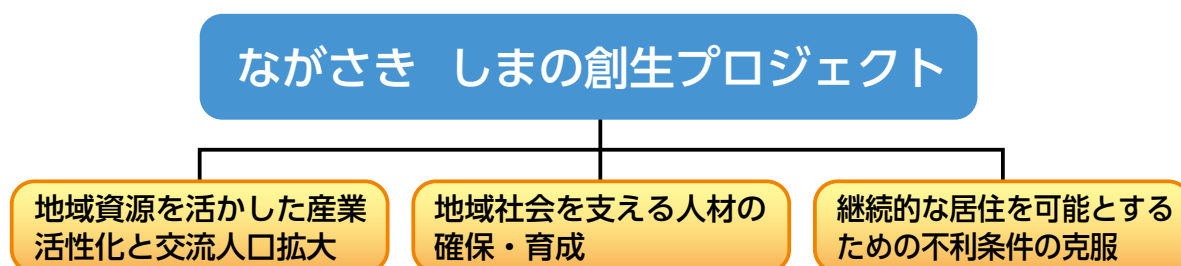 ながさき しまの創生プロジェクト
地域資源を活かした産業
活性化と交流人口拡大
地域社会を支える人材の
確保・育成
継続的な居住を可能とする
ための不利条件の克服